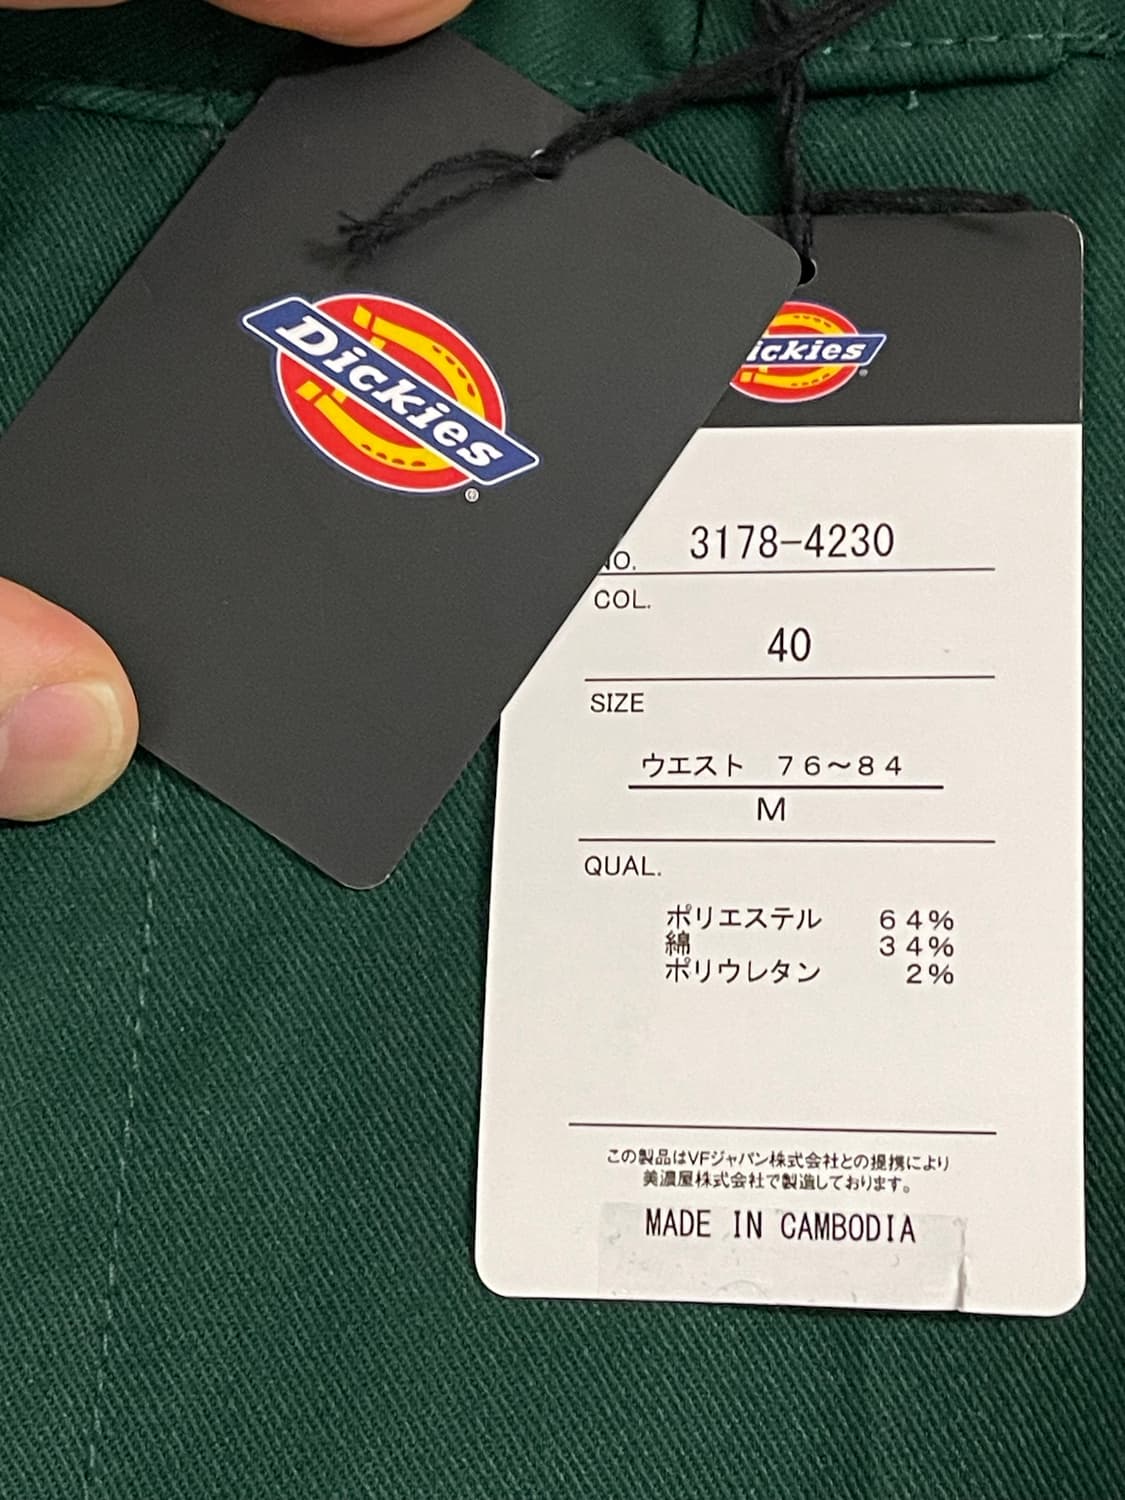 Dickies
®
ickies
®
NO. 3178-4230
COL.
40
SIZE
ウエスト 76~84
M
QUAL.
ポリエステル 64%
綿 34%
ポリウレタン 2%
この製品はVFジャパン株式会社との提携により
美濃屋株式会社で製造しております。
MADE IN CAMBODIA